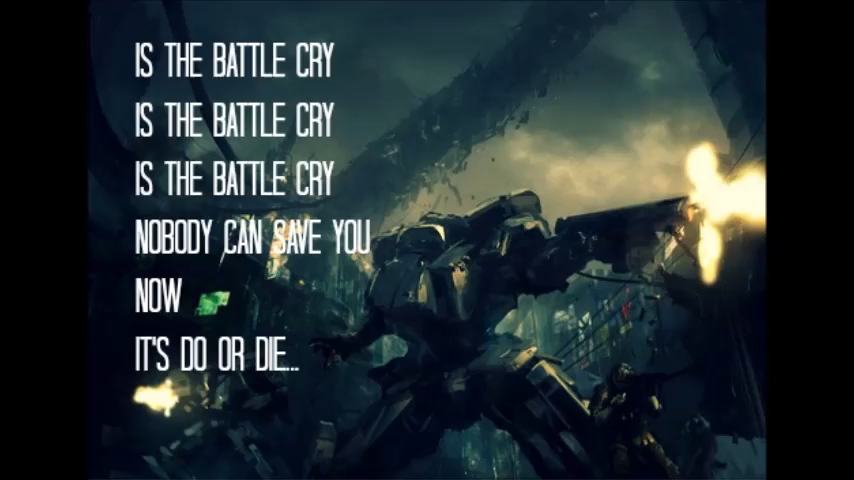 IS THE BATTLE CRY
IS THE BATTLE CRY
IS THE BATTLE CRY
NOBODY CAN SAVE YOU
NOW
IT'S DO OR DIE...